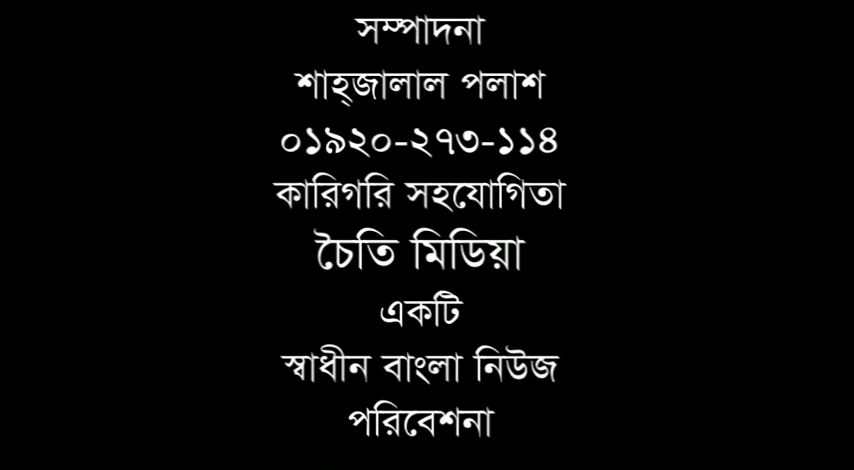 সম্পাদনা
শাহ্জালাল পলাশ
০১৯২০-২৭৩-১১৪
কারিগরি সহযোগিতা
চৈতি মিডিয়া
একটি
স্বাধীন বাংলা নিউজ
পরিবেশনা